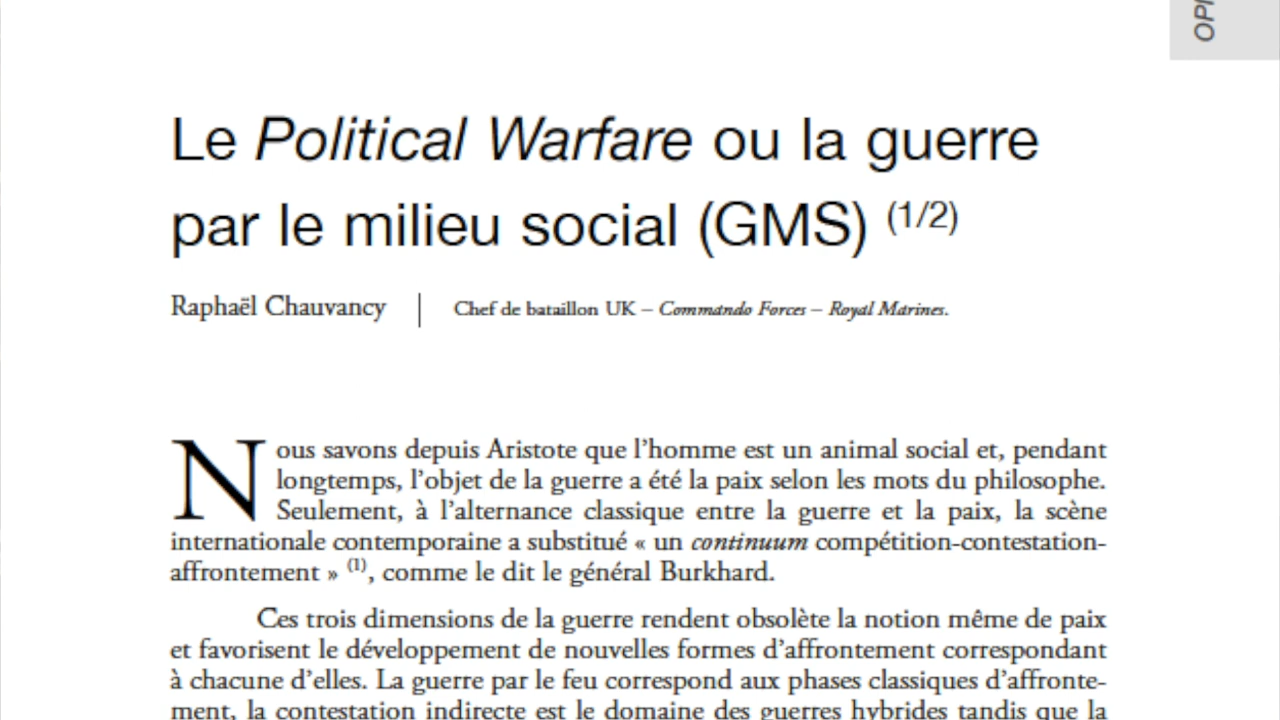 OPI
Le Political Warfare ou la guerre
par le milieu social (GMS) (1/2)
Raphaël Chauvancy | Chef de bataillon UK – Commando Forces – Royal Marines.
Nous savons depuis Aristote que l'homme est un animal social et, pendant
longtemps, l'objet de la guerre a été la paix selon les mots du philosophe.
Seulement, à l'alternance classique entre la guerre et la paix, la scène
internationale contemporaine a substitué « un continuum compétition-contestation-
affrontement » (1), comme le dit le général Burkhard.
Ces trois dimensions de la guerre rendent obsolète la notion même de paix
et favorisent le développement de nouvelles formes d'affrontement correspondant
à chacune d'elles. La guerre par le feu correspond aux phases classiques d'affronte-
ment, la contestation indirecte est le domaine des guerres hybrides tandis que la